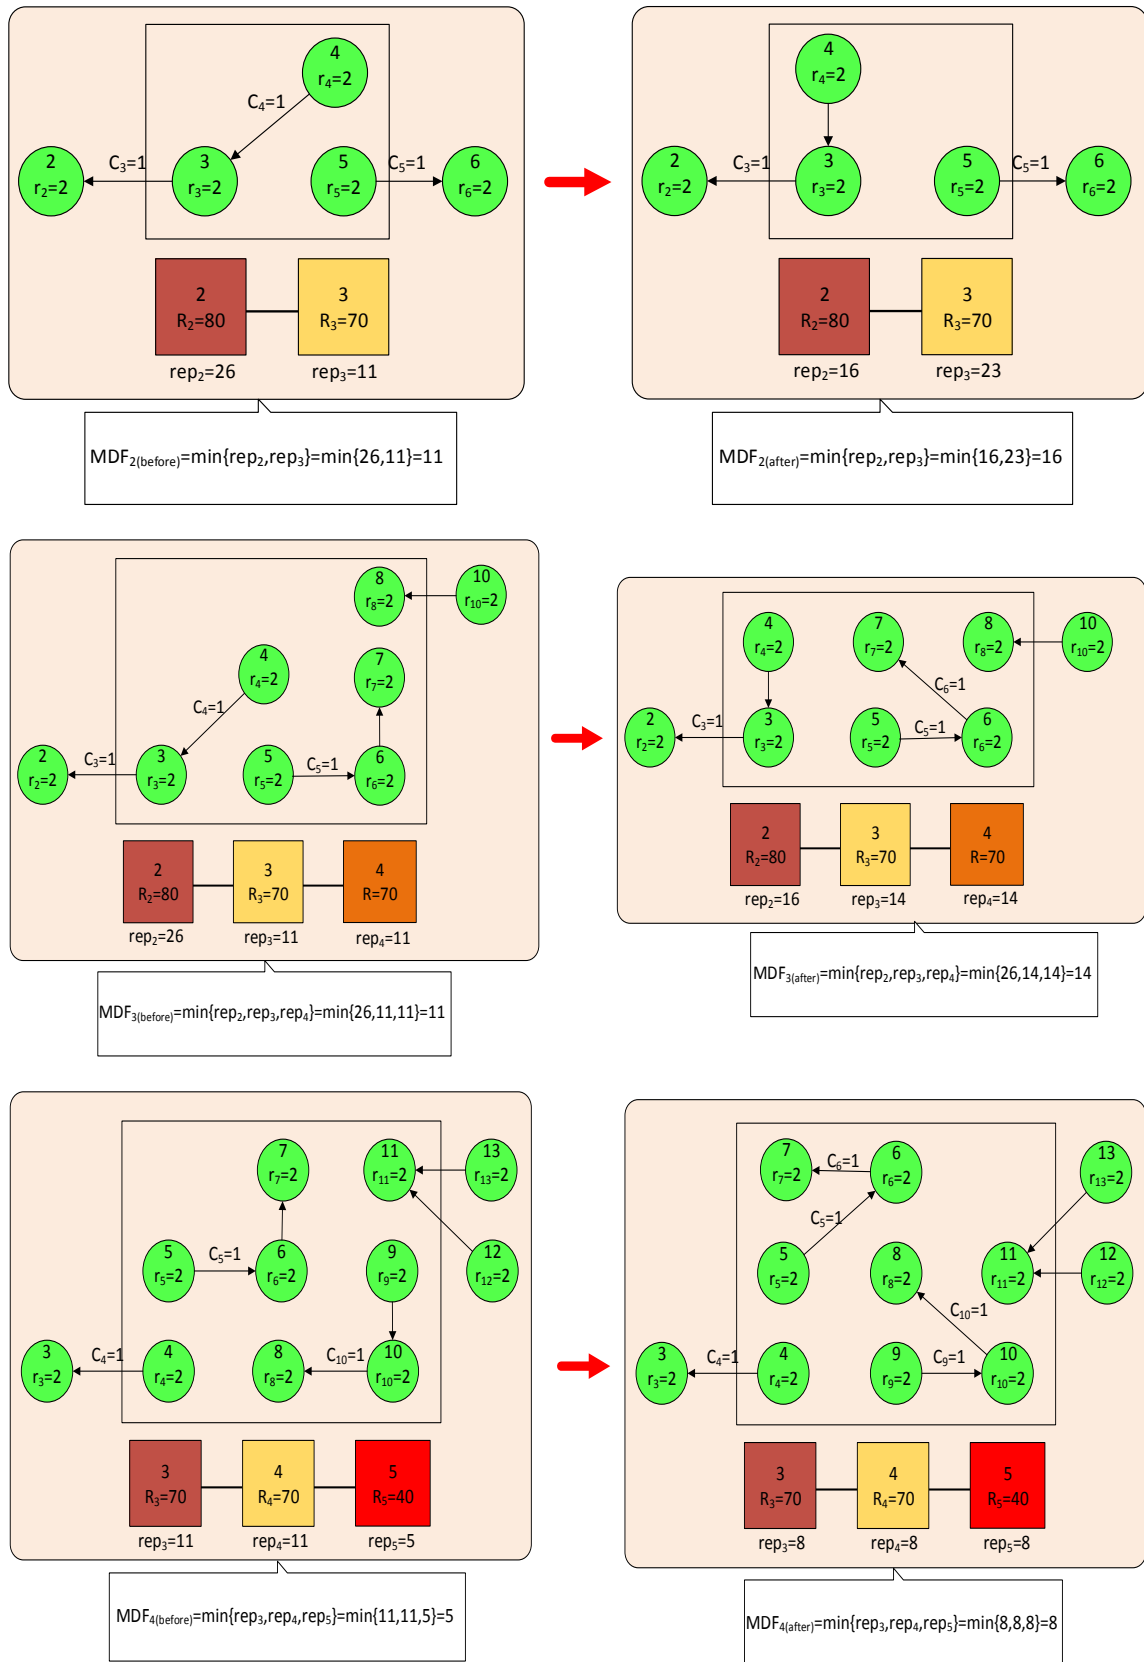 4
r₄=2
C₄=1
2
r₂=2
C₃=1
3
r₃=2
5
r₅=2
C₅=1
6
r₆=2
2
R₂=80
3
R₃=70
rep₂=26
rep₃=11
MDF₂₍before₎=min{rep₂,rep₃}=min{26,11}=11
4
r₄=2
2
r₂=2
C₃=1
3
r₃=2
5
r₅=2
C₅=1
6
r₆=2
2
R₂=80
3
R₃=70
rep₂=16
rep₃=23
MDF₂₍after₎=min{rep₂,rep₃}=min{16,23}=16
8
r₈=2
10
r₁₀=2
4
r₄=2
7
r₇=2
C₄=1
2
r₂=2
C₃=1
3
r₃=2
5
r₅=2
C₅=1
6
r₆=2
2
R₂=80
3
R₃=70
4
R=70
rep₂=26
rep₃=11
rep₄=11
MDF₃₍before₎=min{rep₂,rep₃,rep₄}=min{26,11,11}=11
4
r₄=2
7
r₇=2
8
r₈=2
10
r₁₀=2
C₆=1
2
r₂=2
C₃=1
3
r₃=2
5
r₅=2
C₅=1
6
r₆=2
2
R₂=80
3
R₃=70
4
R=70
rep₂=16
rep₃=14
rep₄=14
MDF₃₍after₎=min{rep₂,rep₃,rep₄}=min{26,14,14}=14
7
r₇=2
11
r₁₁=2
13
r₁₃=2
5
r₅=2
C₅=1
6
r₆=2
9
r₉=2
12
r₁₂=2
3
r₃=2
C₄=1
4
r₄=2
8
r₈=2
C₁₀=1
10
r₁₀=2
3
R₃=70
4
R₄=70
5
R₅=40
rep₃=11
rep₄=11
rep₅=5
MDF₄₍before₎=min{rep₃,rep₄,rep₅}=min{11,11,5}=5
7
r₇=2
C₆=1
6
r₆=2
13
r₁₃=2
C₅=1
5
r₅=2
8
r₈=2
11
r₁₁=2
12
r₁₂=2
C₁₀=1
3
r₃=2
C₄=1
4
r₄=2
9
r₉=2
C₉=1
10
r₁₀=2
3
R₃=70
4
R₄=70
5
R₅=40
rep₃=8
rep₄=8
rep₅=8
MDF₄₍after₎=min{rep₃,rep₄,rep₅}=min{8,8,8}=8